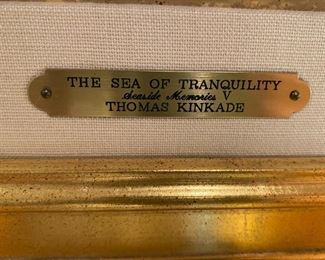 THE SEA OF TRANQUILITY
Seaside Memories V
THOMAS KINKADE